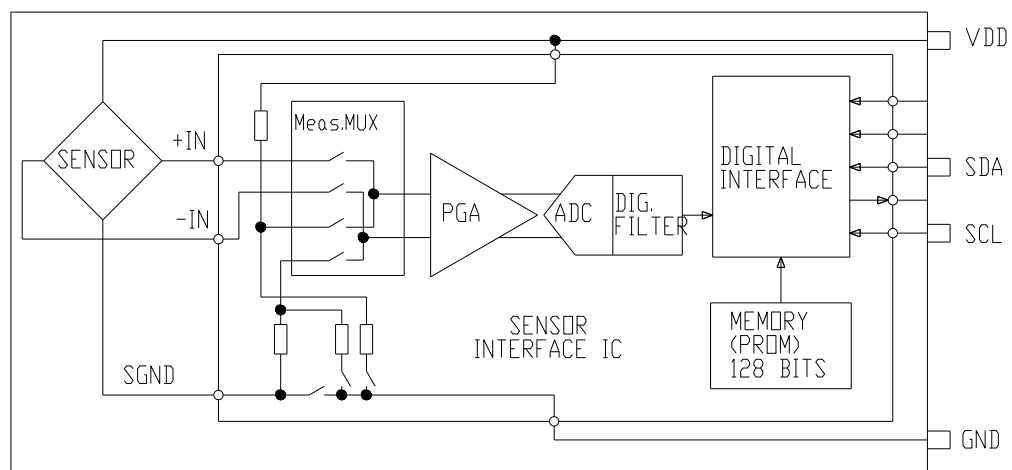 VDD
Meas.MUX
+IN
SENSOR
DIGITAL
INTERFACE
SDA
-IN
PGA
ADC
DIG.
FILTER
SCL
SENSOR
INTERFACE IC
MEMORY
(PROM)
128 BITS
SGND
GND